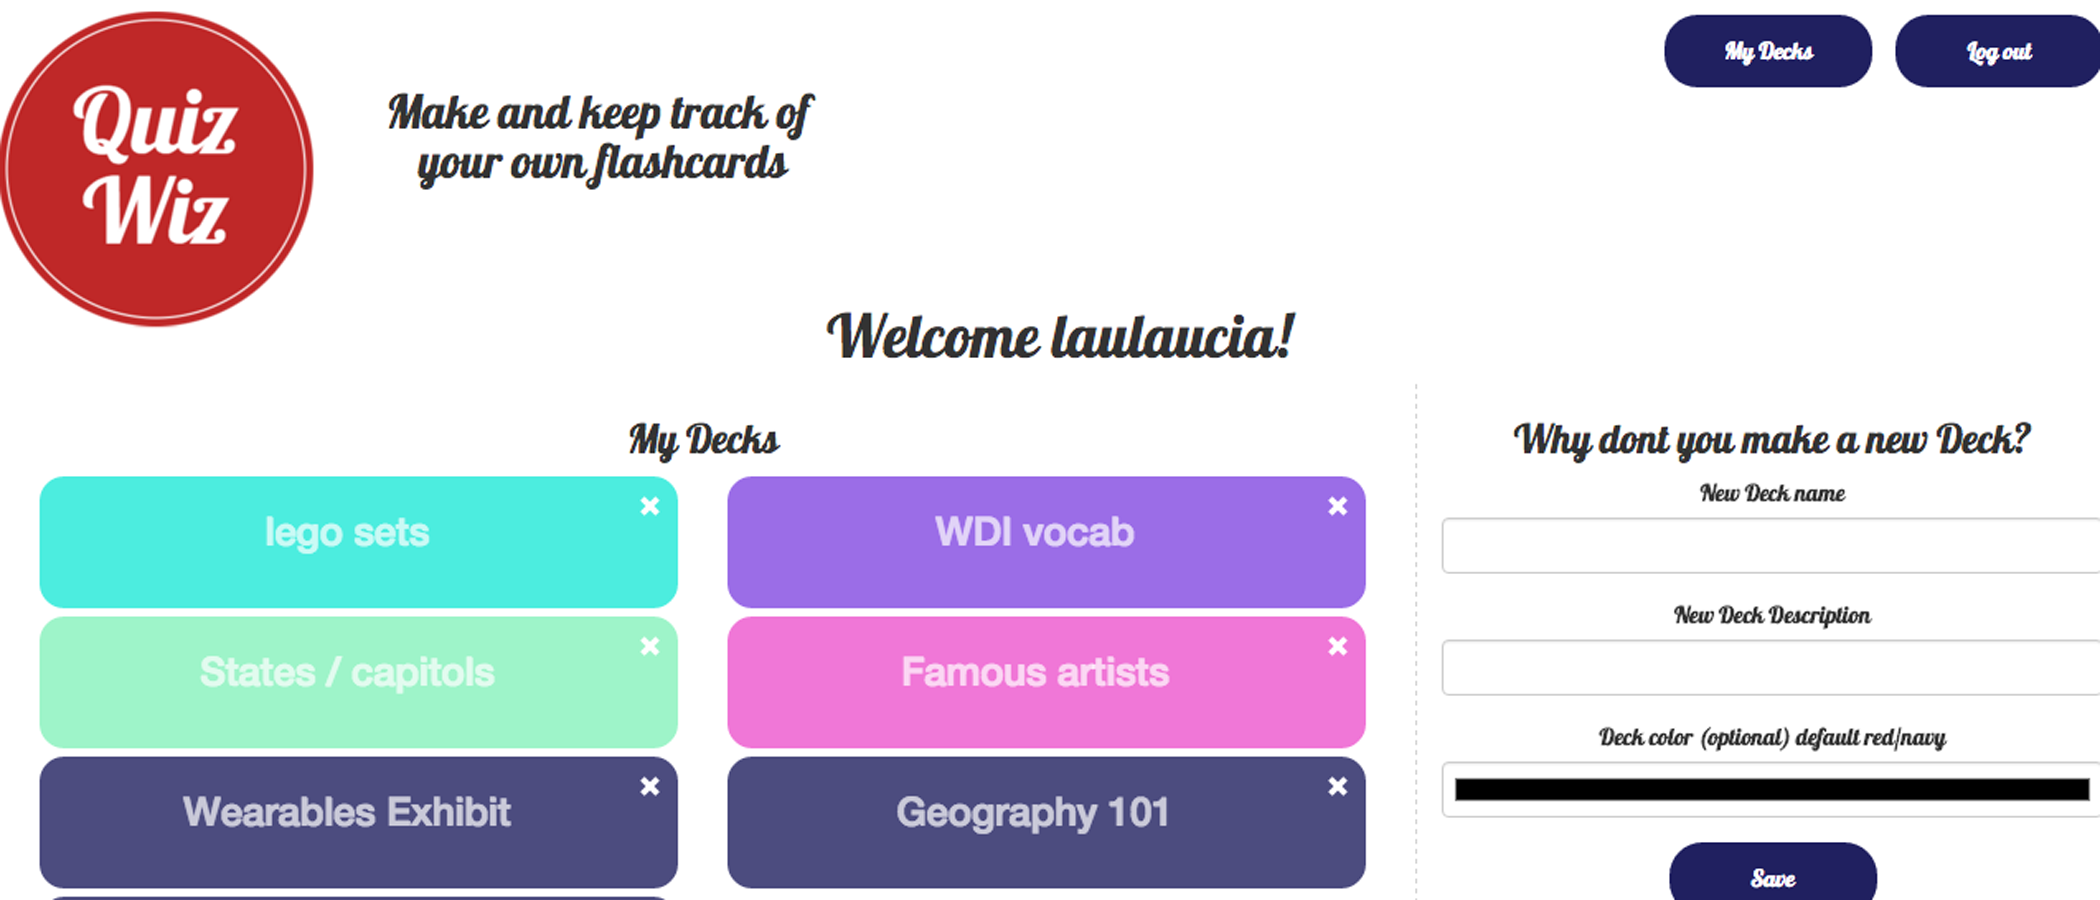 Quiz
Wiz
Make and keep track of
your own flashcards
My Decks
Log out
Welcome laulaucia!
My Decks
lego sets
WDI vocab
States / capitols
Famous artists
Wearables Exhibit
Geography 101
Why dont you make a new Deck?
New Deck name
New Deck Description
Deck color (optional) default red/navy
Save